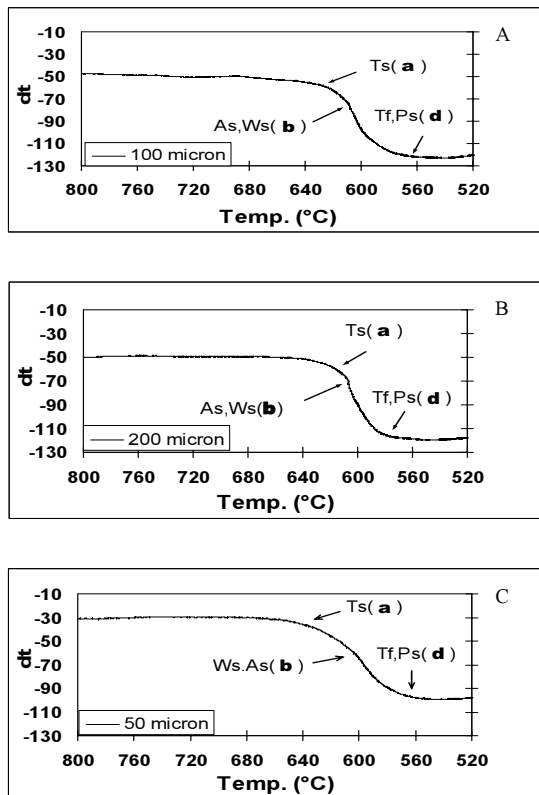 A
-10
-30
-50
-70
-90
-110
-130
dt
Ts( a )
As,Ws( b )
Tf,Ps( d )
100 micron
800 760 720 680 640 600 560 520
Temp. (°C)
B
-10
-30
-50
-70
-90
-110
-130
dt
Ts( a )
As,Ws(b)
Tf,Ps( d )
200 micron
800 760 720 680 640 600 560 520
Temp. (°C)
C
-10
-30
-50
-70
-90
-110
-130
dt
Ts( a )
Ws.As( b )
Tf,Ps( d )
50 micron
800 760 720 680 640 600 560 520
Temp. (°C)